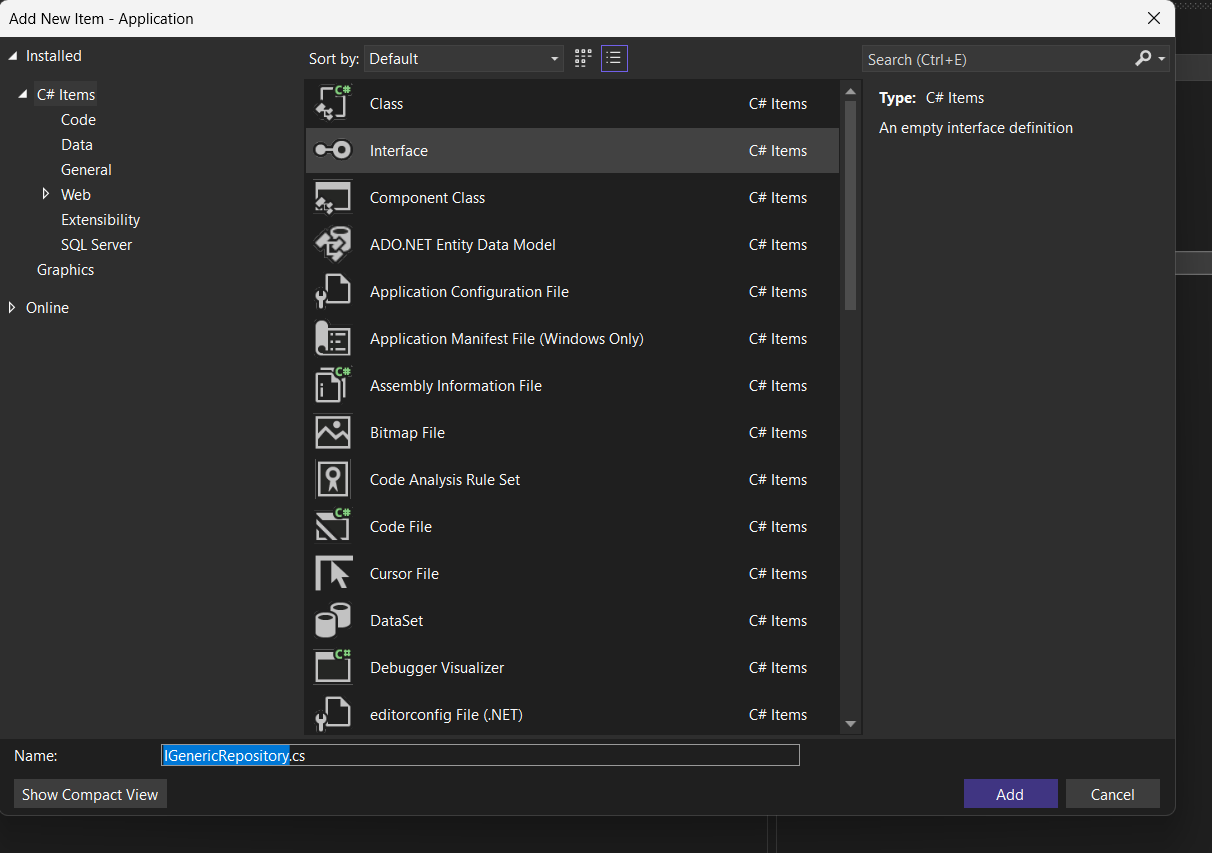 Add New Item - Application
Installed
C# Items
Code
Data
General
Web
Extensibility
SQL Server
Graphics
Online
Sort by: Default
Search (Ctrl+E)
C# Class C# Items
Interface C# Items
Component Class C# Items
ADO.NET Entity Data Model C# Items
Application Configuration File C# Items
Application Manifest File (Windows Only) C# Items
C# Assembly Information File C# Items
Bitmap File C# Items
Code Analysis Rule Set C# Items
C# Code File C# Items
Cursor File C# Items
DataSet C# Items
C# Debugger Visualizer C# Items
editorconfig File (.NET) C# Items
Type: C# Items
An empty interface definition
Name: IGenericRepository.cs
Show Compact View Add Cancel